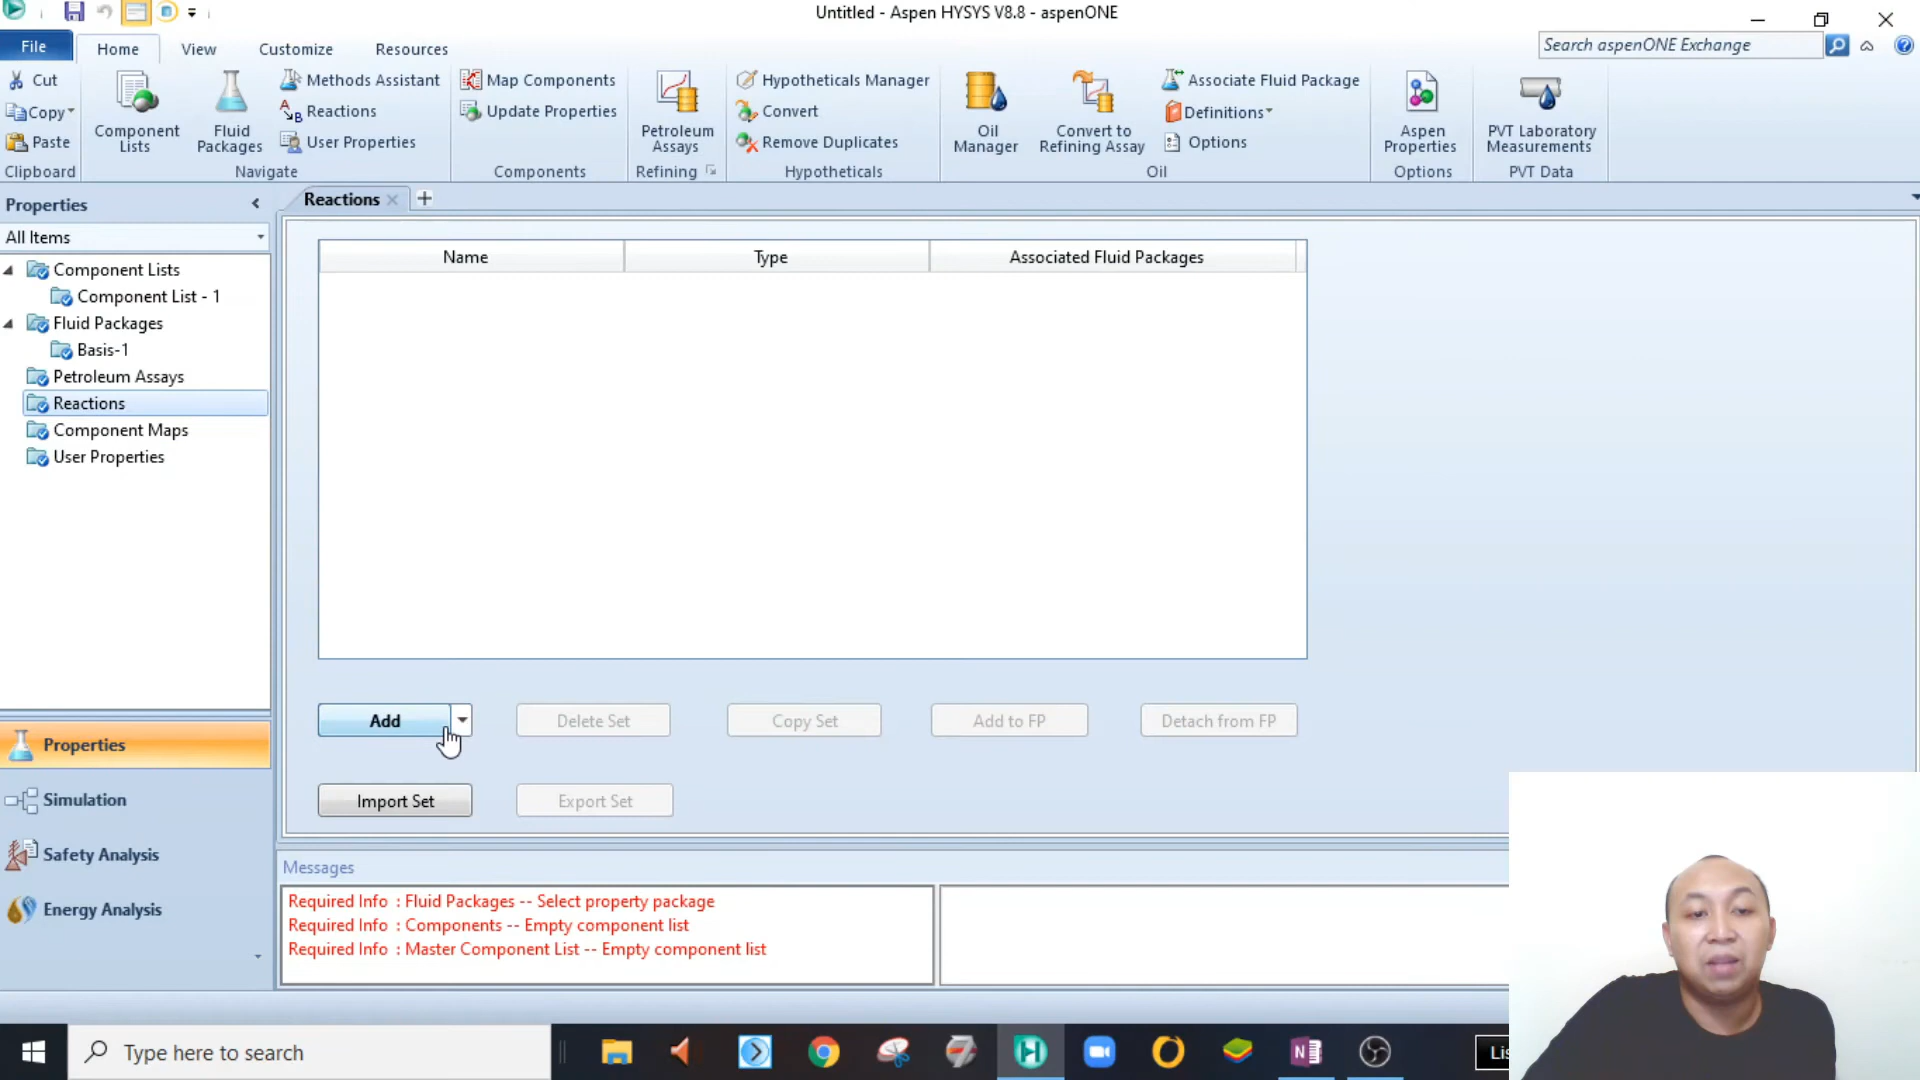 Untitled - Aspen HYSYS V8.8 - aspenONE
File
Home
View
Customize
Resources
Search aspenONE Exchange
Cut
Copy
Paste
Clipboard
Component Lists
Fluid Packages
Methods Assistant
Reactions
User Properties
Navigate
Map Components
Update Properties
Components
Petroleum Assays
Refining
Hypotheticals Manager
Convert
Remove Duplicates
Hypotheticals
Oil Manager
Convert to Refining Assay
Associate Fluid Package
Definitions
Options
Oil
Aspen Properties
Options
PVT Laboratory Measurements
PVT Data
Properties
All Items
Component Lists
Component List - 1
Fluid Packages
Basis-1
Petroleum Assays
Reactions
Component Maps
User Properties
Properties
Simulation
Safety Analysis
Energy Analysis
Reactions
Name
Type
Associated Fluid Packages
Add
Delete Set
Copy Set
Add to FP
Detach from FP
Import Set
Export Set
Messages
Required Info : Fluid Packages -- Select property package
Required Info : Components -- Empty component list
Required Info : Master Component List -- Empty component list
Type here to search